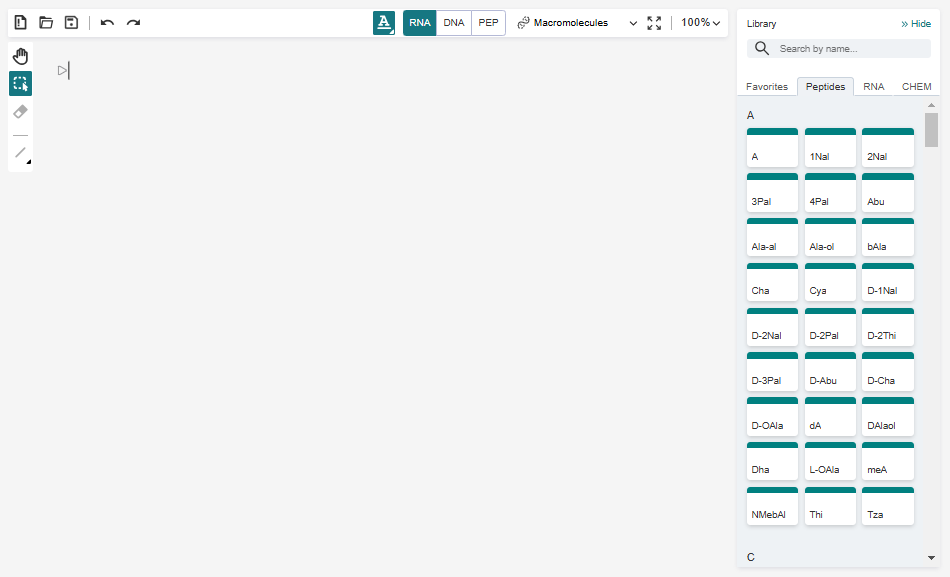 A RNA DNA PEP Macromolecules 100%
Library Hide
Search by name...
Favorites Peptides RNA CHEM
A
A 1Nal 2Nal
3Pal 4Pal Abu
Ala-al Ala-ol bAla
Cha Cya D-1Nal
D-2Nal D-2Pal D-2Thi
D-3Pal D-Abu D-Cha
D-OAla dA DAlaol
Dha L-OAla meA
NMebAl Thi Tza
C